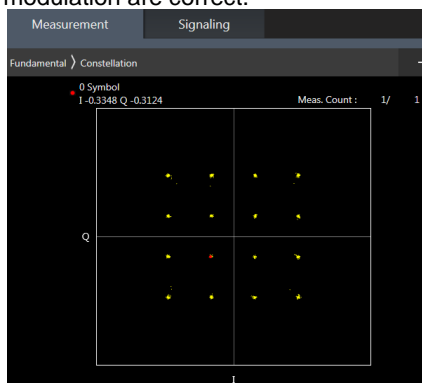 modulation are correct.
Measurement Signaling
Fundamental ⟩ Constellation
0 Symbol
I -0.3348 Q -0.3124 Meas. Count : 1/ 1
Q
I